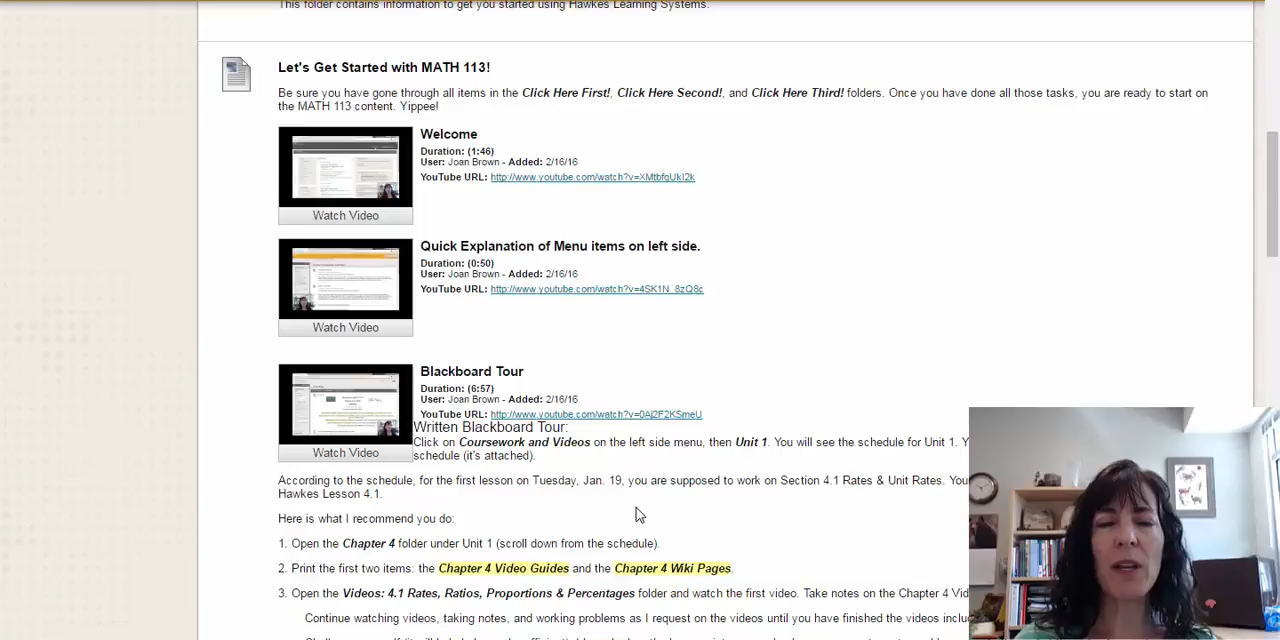 This folder contains information to get you started using Hawkes Learning Systems.
Let's Get Started with MATH 113!
Be sure you have gone through all items in the Click Here First!, Click Here Second!, and Click Here Third! folders. Once you have done all those tasks, you are ready to start on
the MATH 113 content. Yippee!
Welcome
Duration: (1:46)
User: Joan Brown - Added: 2/16/16
YouTube URL: http://www.youtube.com/watch?v=XMtbfqUkI2k
Watch Video
Quick Explanation of Menu items on left side.
Duration: (0:50)
User: Joan Brown - Added: 2/16/16
YouTube URL: http://www.youtube.com/watch?v=4SK1N_8zQ8c
Watch Video
Blackboard Tour
Duration: (6:57)
User: Joan Brown - Added: 2/16/16
YouTube URL: http://www.youtube.com/watch?v=0Aj2F2KSmeU
Written Blackboard Tour:
Click on Coursework and Videos on the left side menu, then Unit 1. You will see the schedule for Unit 1.
Watch Video
schedule (it's attached).
According to the schedule, for the first lesson on Tuesday, Jan. 19, you are supposed to work on Section 4.1 Rates & Unit Rates. You
Hawkes Lesson 4.1.
Here is what I recommend you do:
1. Open the Chapter 4 folder under Unit 1 (scroll down from the schedule).
2. Print the first two items: the Chapter 4 Video Guides and the Chapter 4 Wiki Pages.
3. Open the Videos: 4.1 Rates, Ratios, Proportions & Percentages folder and watch the first video. Take notes on the Chapter 4 Vid
Continue watching videos, taking notes, and working problems as I request on the videos until you have finished the videos inclu